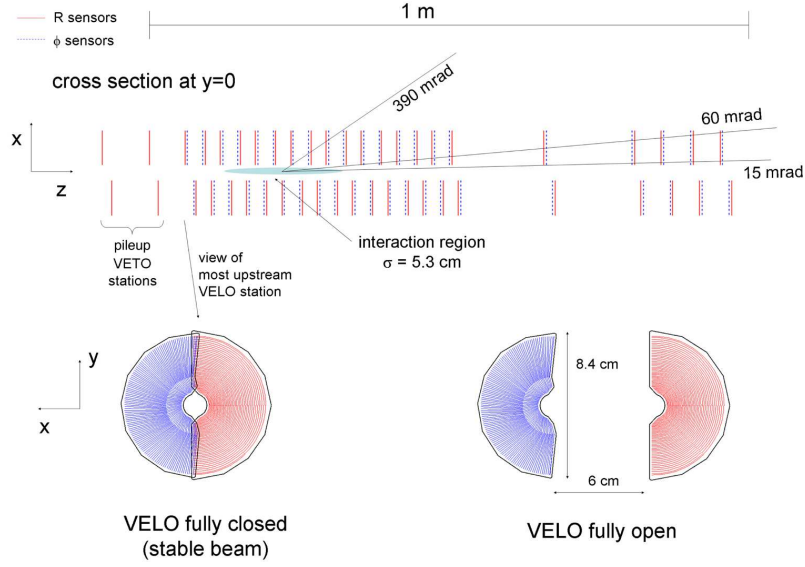 R sensors
ϕ sensors
1 m
cross section at y=0
390 mrad
60 mrad
15 mrad
x
z
pileup
VETO
stations
view of
most upstream
VELO station
interaction region
σ = 5.3 cm
y
x
8.4 cm
6 cm
VELO fully closed
(stable beam)
VELO fully open